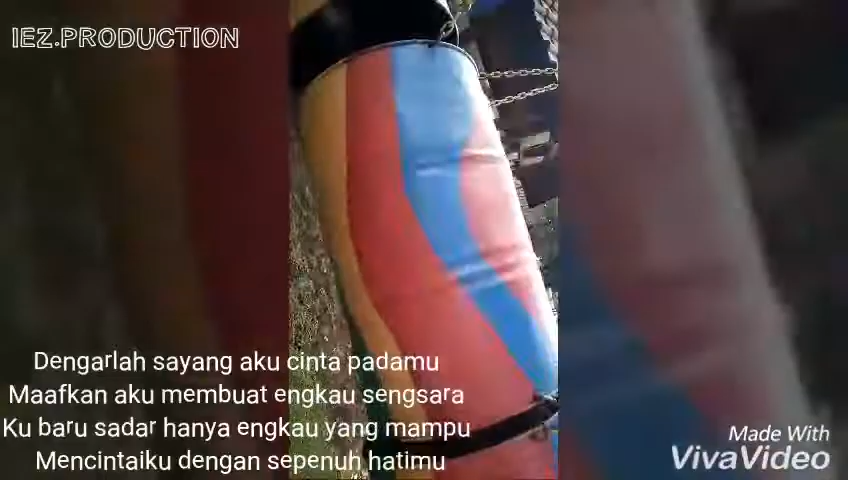 IEZ.PRODUCTION
Dengarlah sayang aku cinta padamu
Maafkan aku membuat engkau sengsara
Ku baru sadar hanya engkau yang mampu
Mencintaiku dengan sepenuh hatimu
Made With
VivaVideo